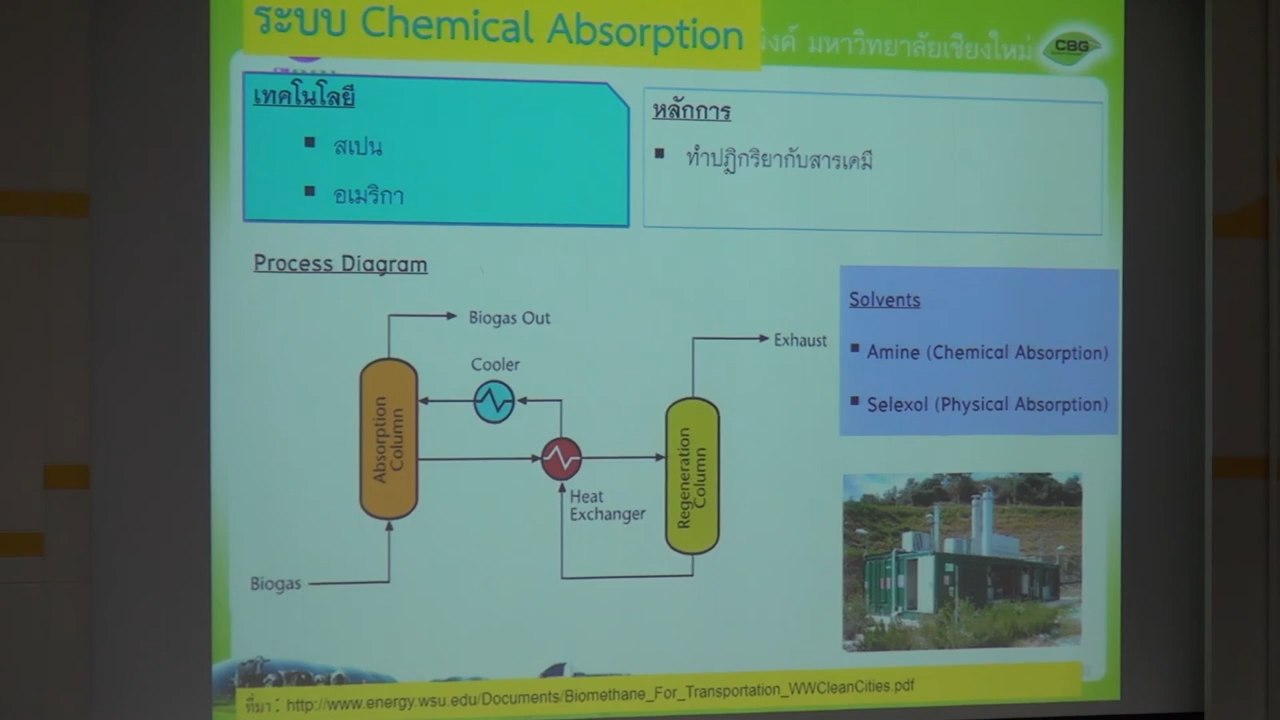 ระบบ Chemical Absorption
มหาวิทยาลัยเชียงใหม่
CBG
เทคโนโลยี
▪ สเปน
▪ อเมริกา
หลักการ
▪ ทำปฏิกริยากับสารเคมี
Process Diagram
Biogas Out
Cooler
Absorption
Column
Heat
Exchanger
Regeneration
Column
Exhaust
Biogas
Solvents
▪ Amine (Chemical Absorption)
▪ Selexol (Physical Absorption)
ที่มา : http://www.energy.wsu.edu/Documents/Biomethane_For_Transportation_WWCleanCities.pdf